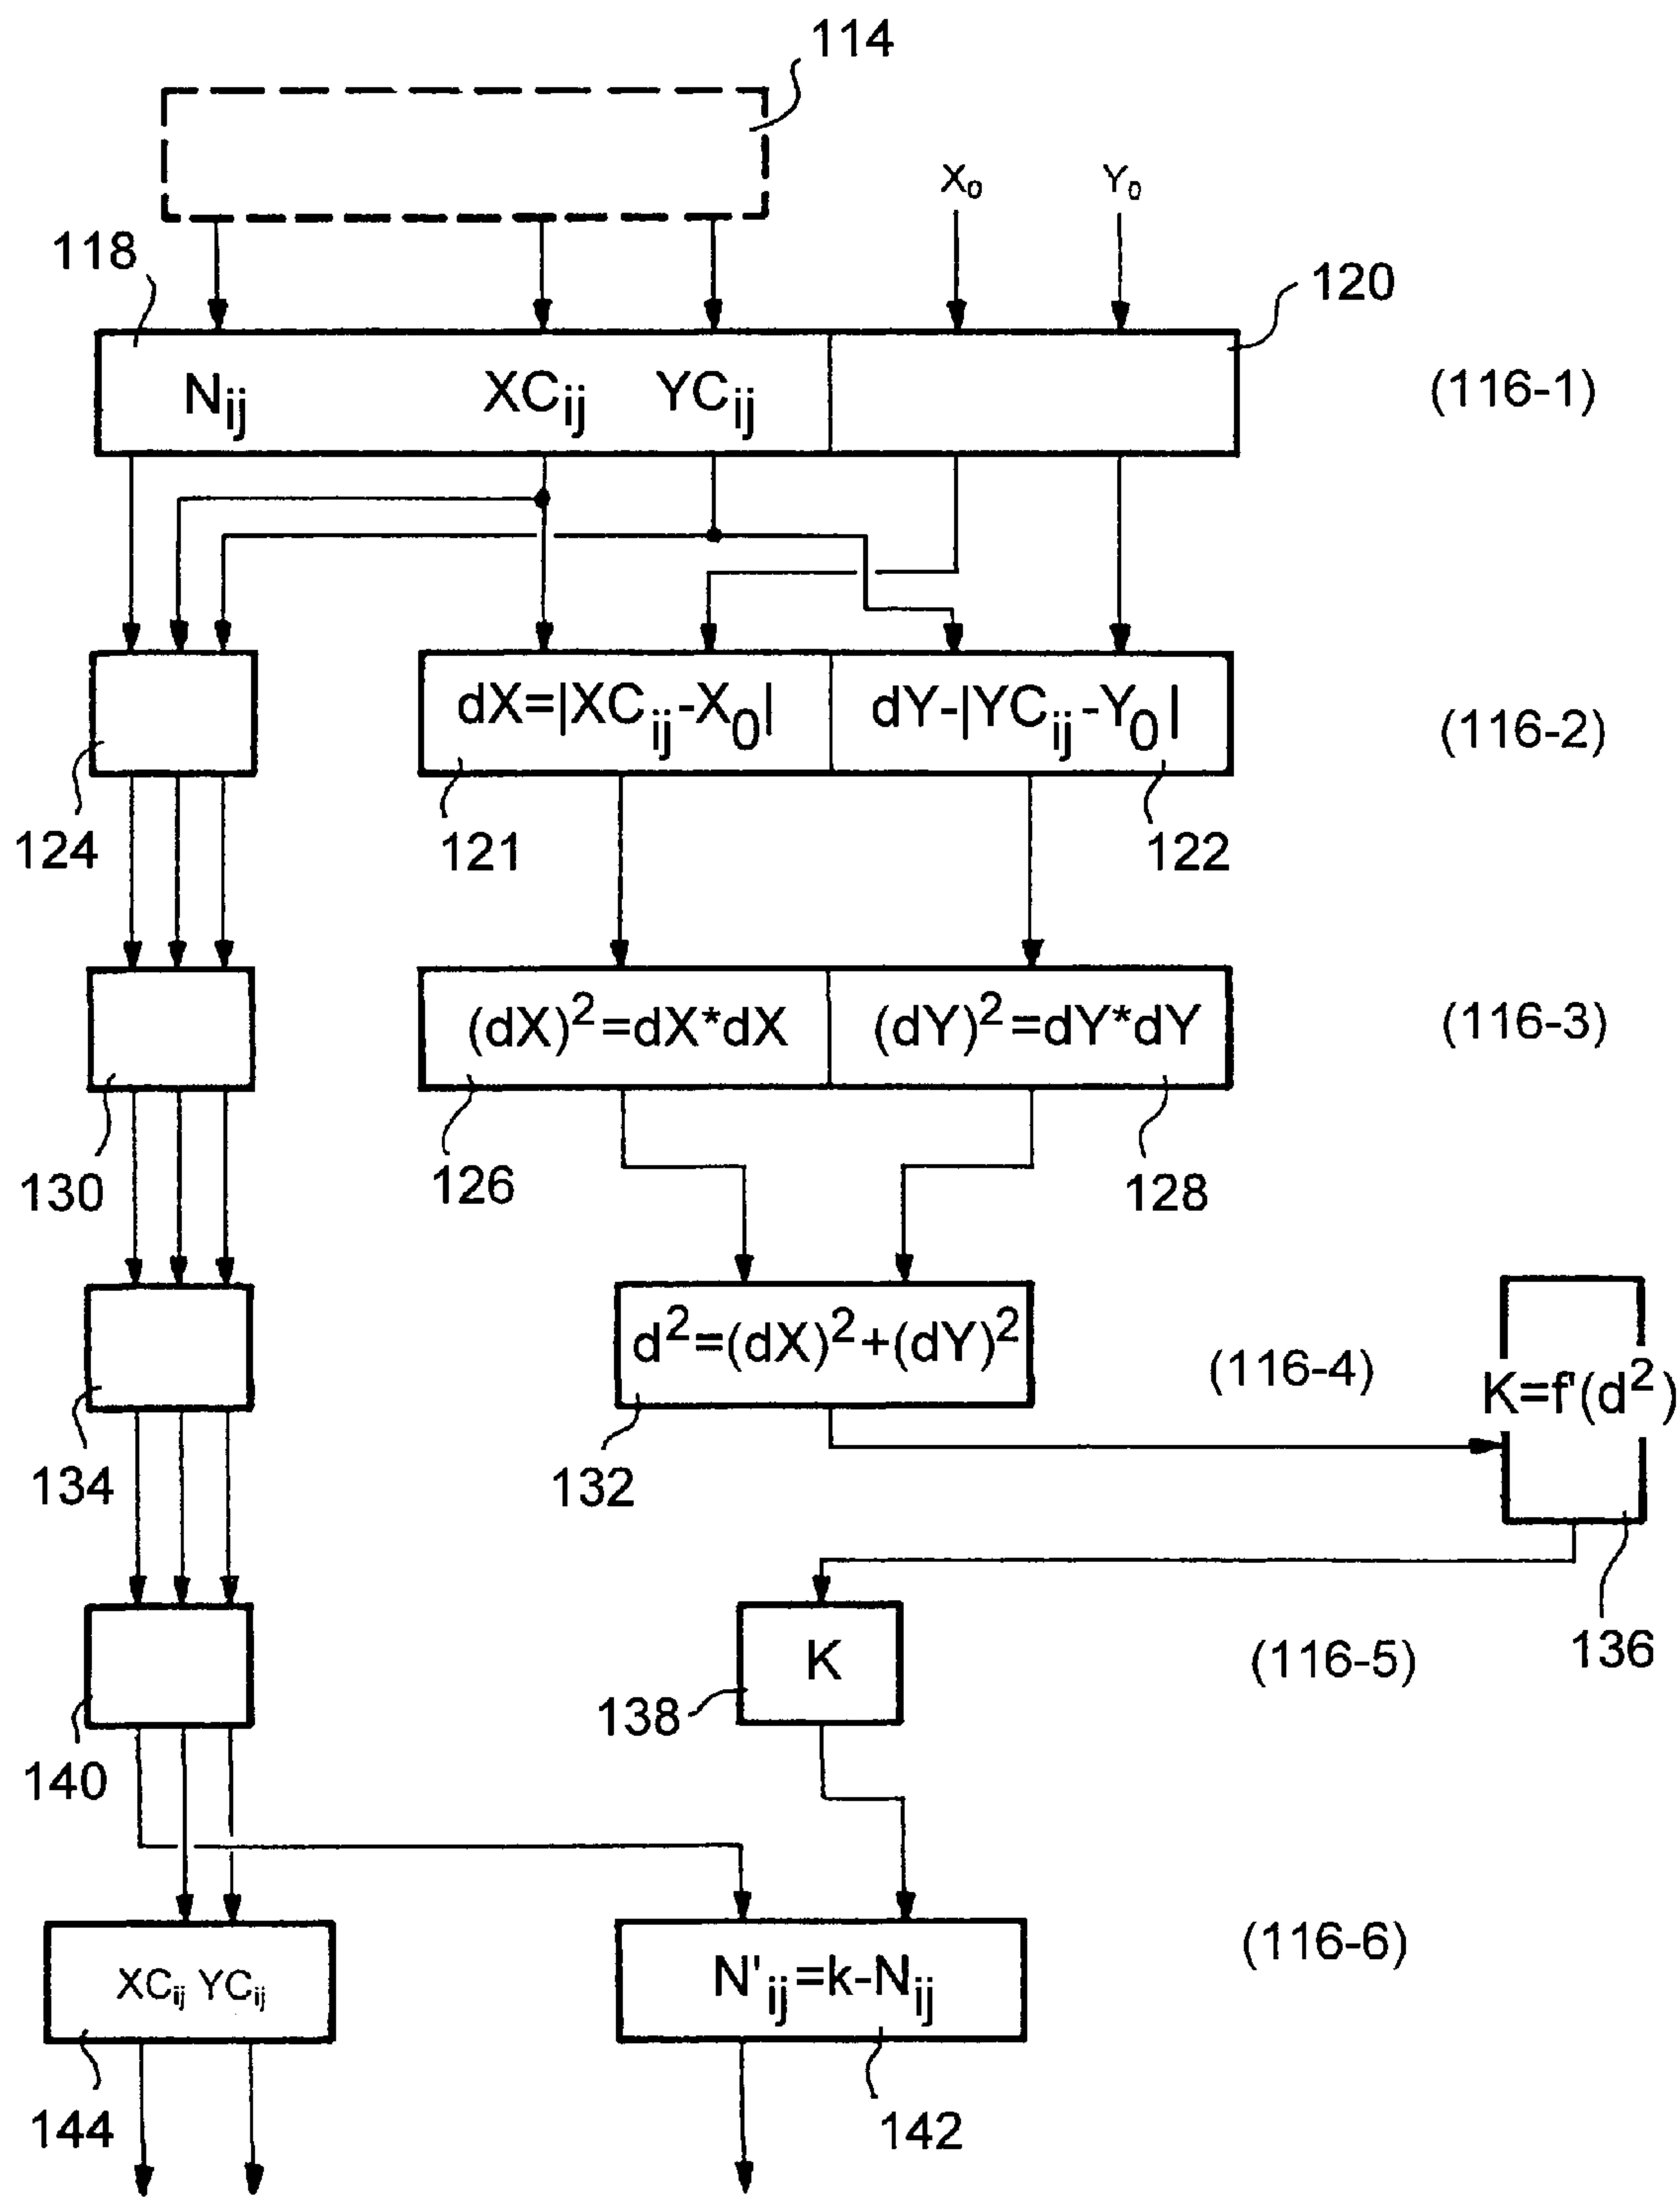 114
X₀ Y₀
118
120
Nij XCij YCij
(116-1)
dX=|XCij-X₀| dY-|YCij-Y₀|
(116-2)
124
121
122
(dX)²=dX*dX (dY)²=dY*dY
(116-3)
130
126
128
d²=(dX)²+(dY)²
(116-4)
K=f'(d²)
134
132
136
K
(116-5)
138
140
XCij YCij
N'ij=k-Nij
(116-6)
144
142